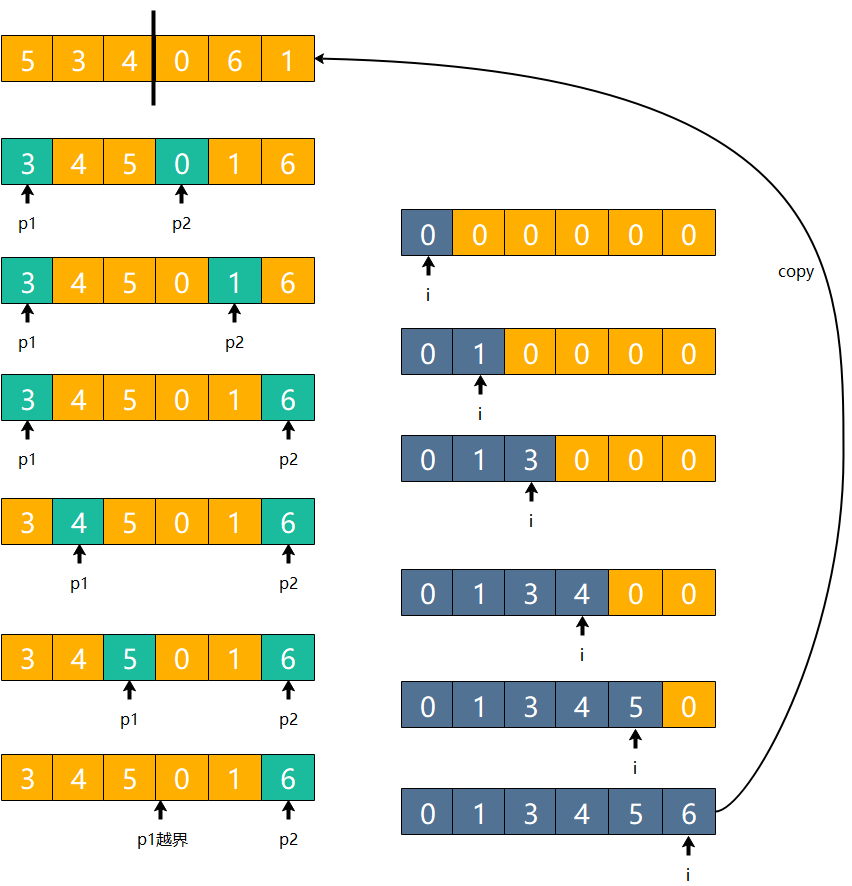 5 3 4 0 6 1
3 4 5 0 1 6
p1 p2
0 0 0 0 0 0
i
copy
3 4 5 0 1 6
p1 p2
0 1 0 0 0 0
i
3 4 5 0 1 6
p1 p2
0 1 3 0 0 0
i
3 4 5 0 1 6
p1 p2
0 1 3 4 0 0
i
3 4 5 0 1 6
p1 p2
0 1 3 4 5 0
i
3 4 5 0 1 6
p1越界 p2
0 1 3 4 5 6
i